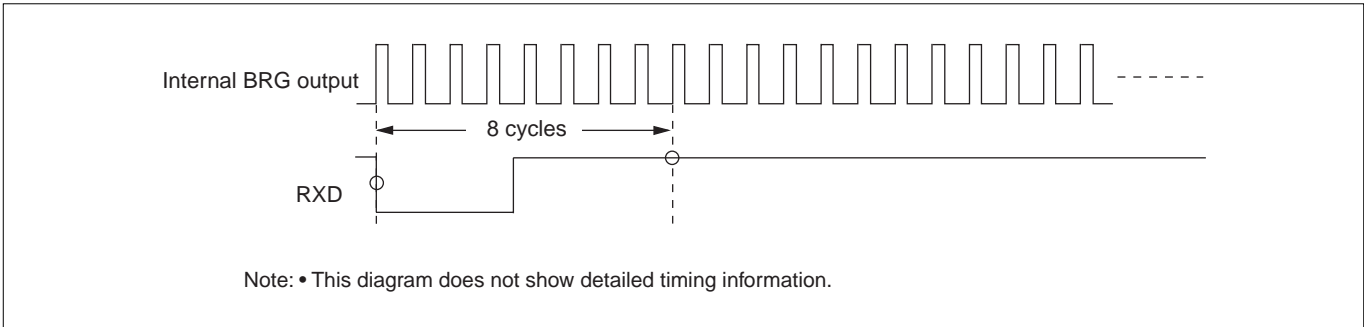 Internal BRG output
8 cycles
RXD
Note: • This diagram does not show detailed timing information.